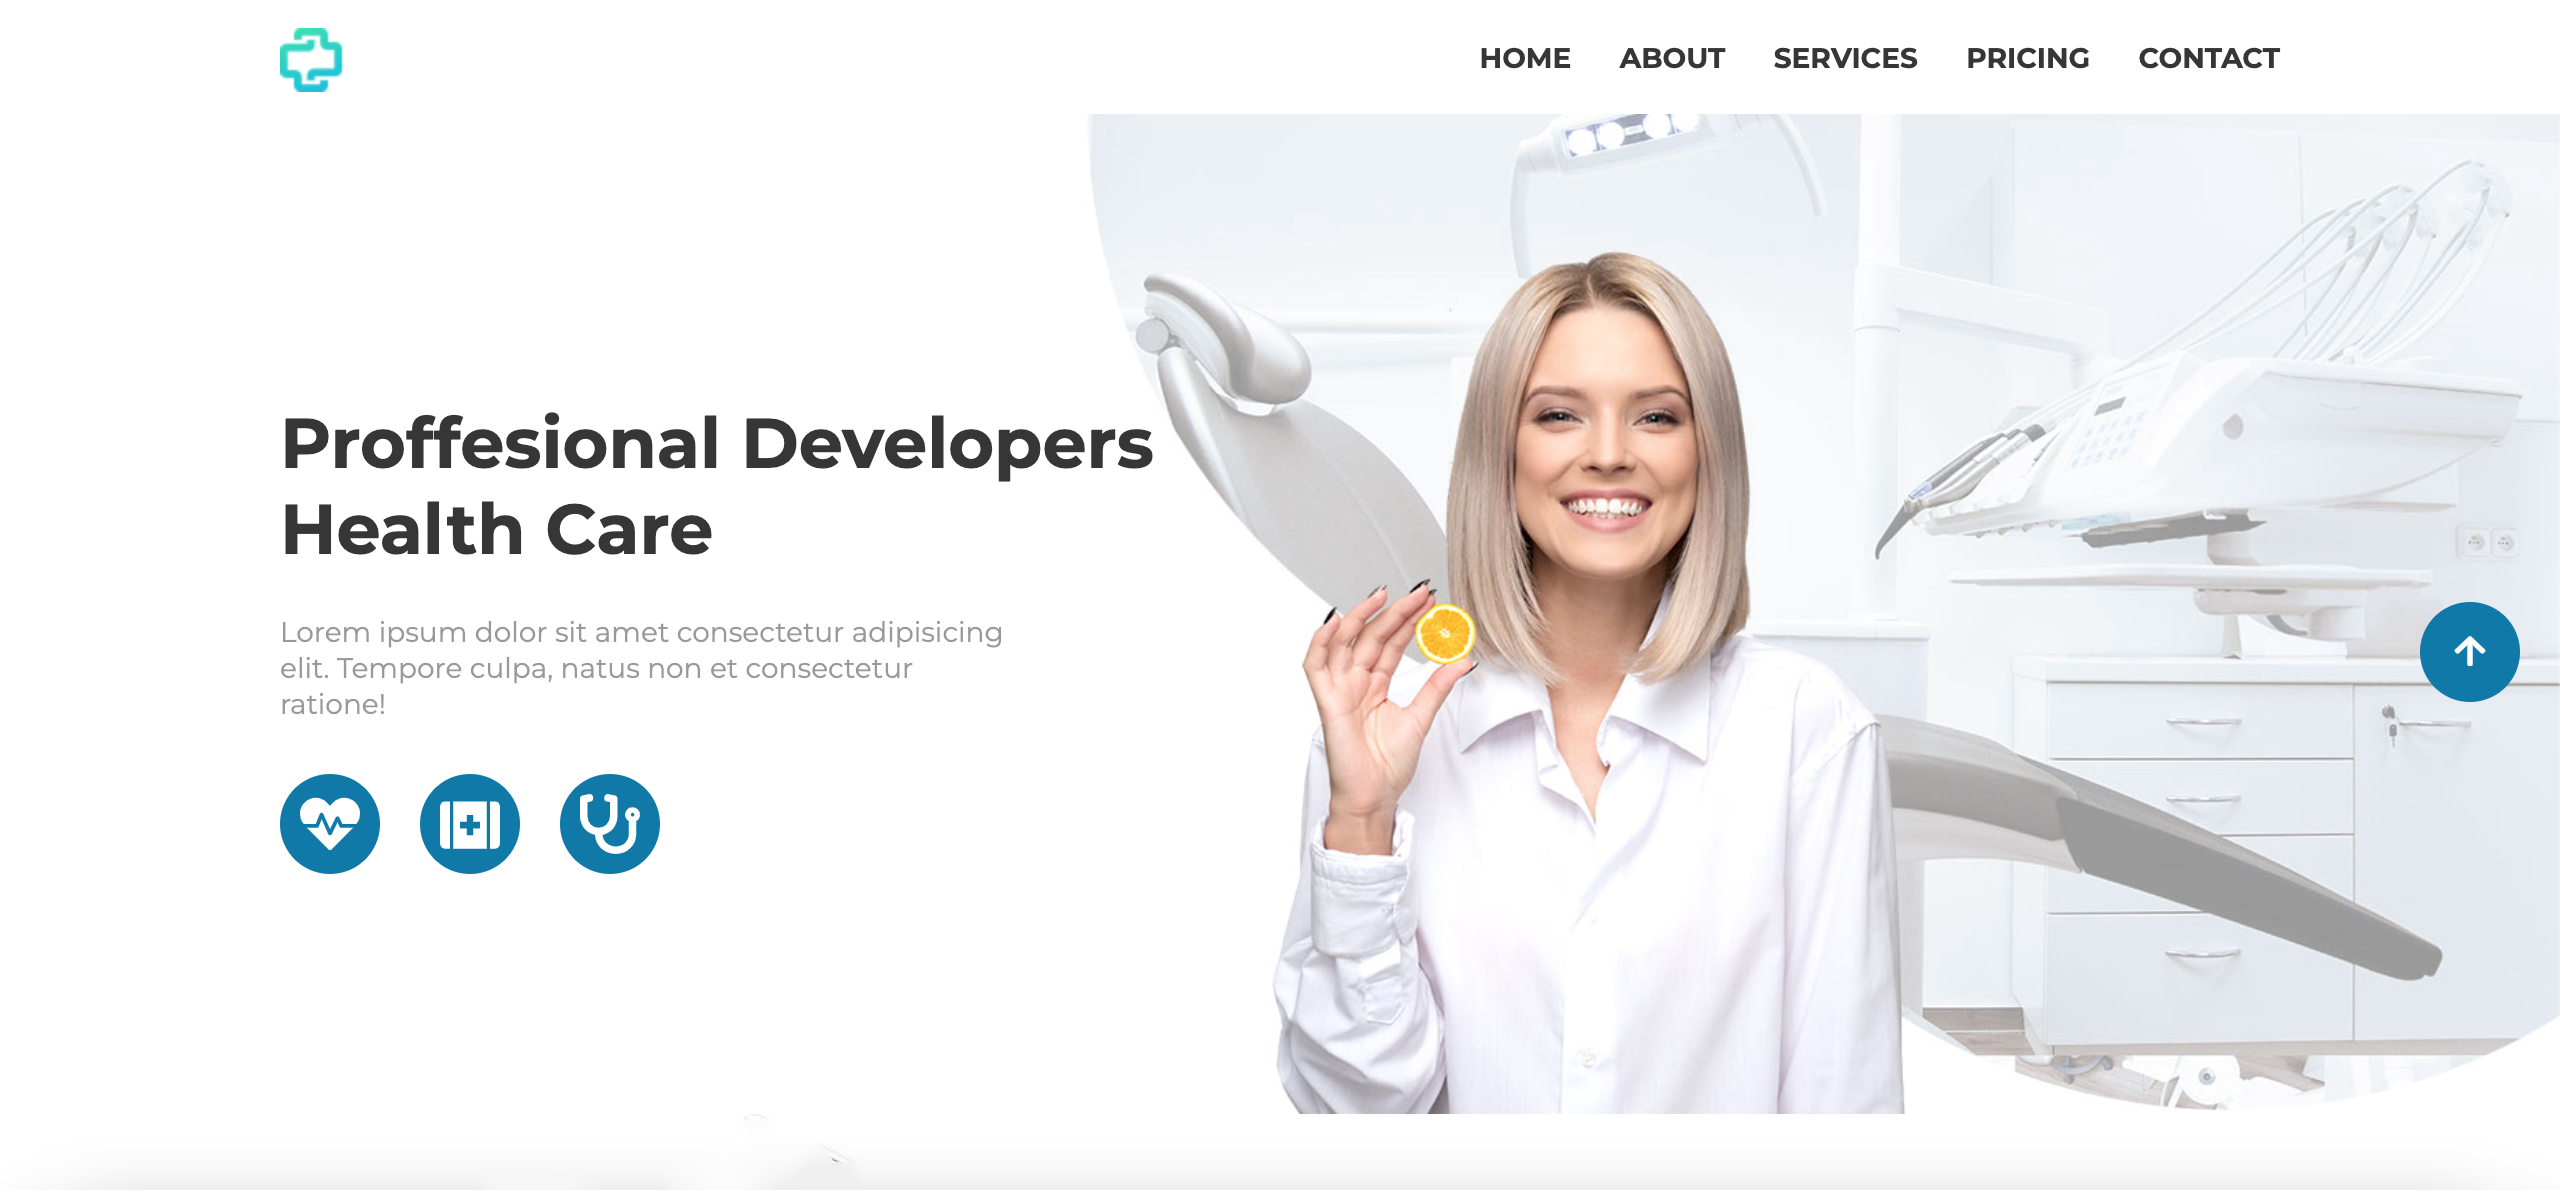 HOME ABOUT SERVICES PRICING CONTACT
Proffesional Developers
Health Care
Lorem ipsum dolor sit amet consectetur adipisicing
elit. Tempore culpa, natus non et consectetur
ratione!